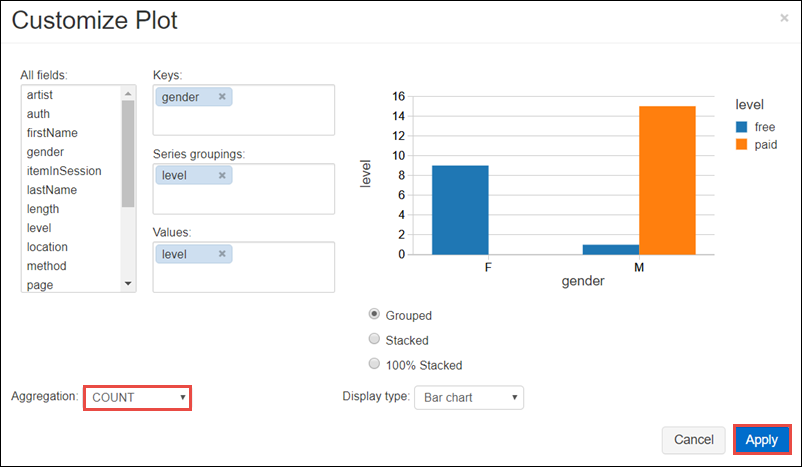 Customize Plot ×
All fields:
artist
auth
firstName
gender
itemInSession
lastName
length
level
location
method
page
Keys:
gender ×
Series groupings:
level ×
Values:
level ×
16
14
12
10
8
6
4
2
0
level
F M
gender
level
free
paid
Grouped
Stacked
100% Stacked
Aggregation: COUNT
Display type: Bar chart
Cancel Apply